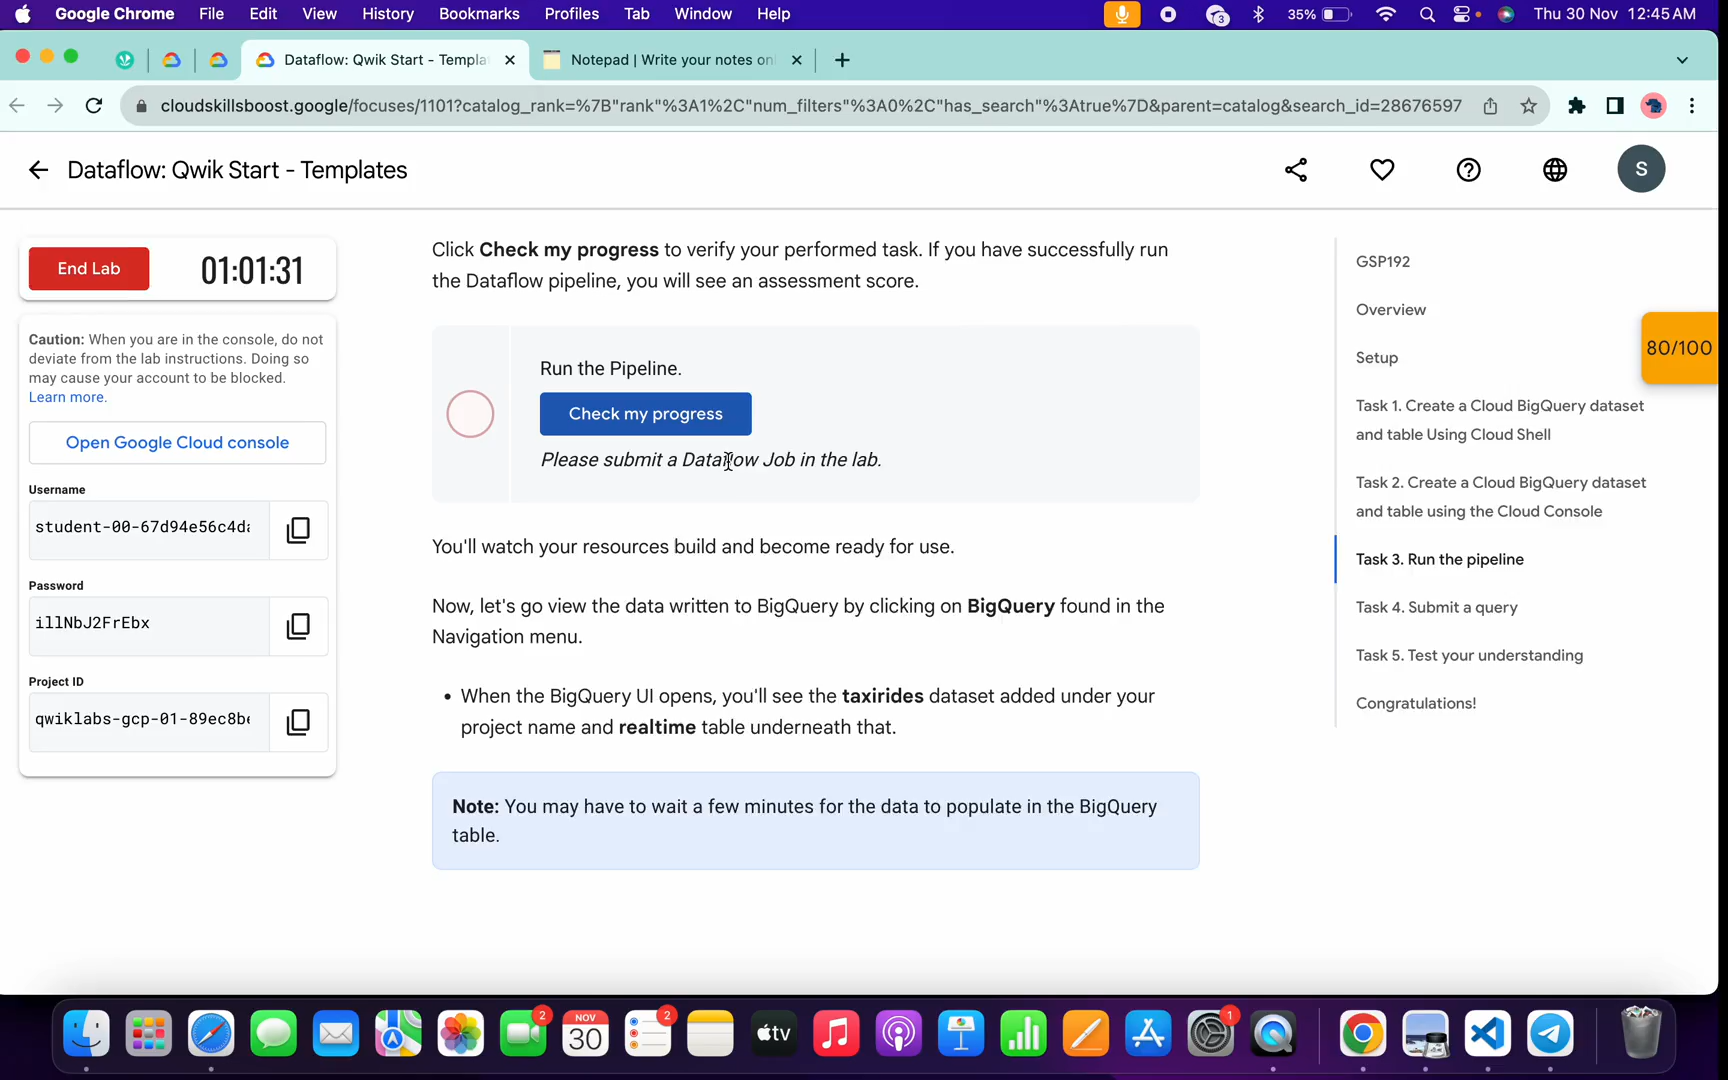 Google Chrome File Edit View History Bookmarks Profiles Tab Window Help 3 35% Thu 30 Nov 12:45 AM
Dataflow: Qwik Start - Templa Notepad | Write your notes onl
cloudskillsboost.google/focuses/1101?catalog_rank=%7B"rank"%3A1%2C"num_filters"%3A0%2C"has_search"%3Atrue%7D&parent=catalog&search_id=28676597
Dataflow: Qwik Start - Templates
S
End Lab
01:01:31
Caution: When you are in the console, do not
deviate from the lab instructions. Doing so
may cause your account to be blocked.
Learn more.
Open Google Cloud console
Username
student-00-67d94e56c4da
Password
illNbJ2FrEbx
Project ID
qwiklabs-gcp-01-89ec8be
Click Check my progress to verify your performed task. If you have successfully run
the Dataflow pipeline, you will see an assessment score.
Run the Pipeline.
Check my progress
Please submit a Dataflow Job in the lab.
You'll watch your resources build and become ready for use.
Now, let's go view the data written to BigQuery by clicking on BigQuery found in the
Navigation menu.
• When the BigQuery UI opens, you'll see the taxirides dataset added under your
project name and realtime table underneath that.
Note: You may have to wait a few minutes for the data to populate in the BigQuery
table.
GSP192
Overview
Setup
Task 1. Create a Cloud BigQuery dataset
and table Using Cloud Shell
Task 2. Create a Cloud BigQuery dataset
and table using the Cloud Console
Task 3. Run the pipeline
Task 4. Submit a query
Task 5. Test your understanding
Congratulations!
80/100
2 NOV 30 2 tv 1